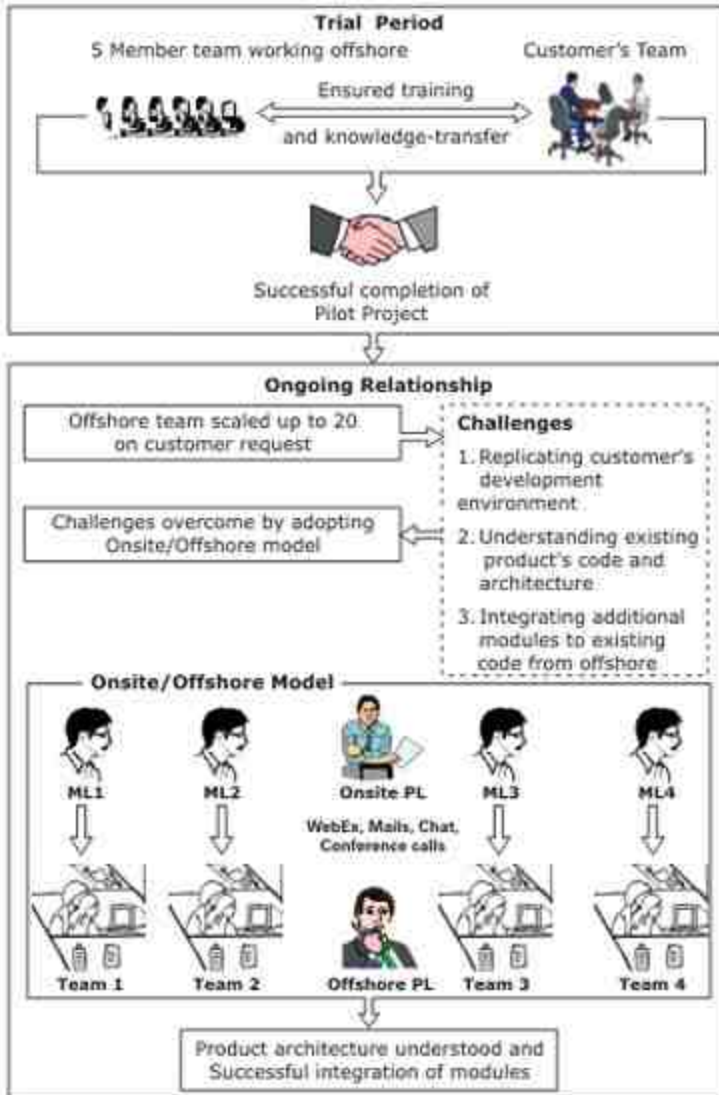 Trial Period
5 Member team working offshore
Customer's Team
Ensured training
and knowledge-transfer
Successful completion of
Pilot Project
Ongoing Relationship
Offshore team scaled up to 20
on customer request
Challenges
1. Replicating customer's
development
environment
Challenges overcome by adopting
Onsite/Offshore model
2. Understanding existing
product's code and
architecture
3. Integrating additional
modules to existing
code from offshore
Onsite/Offshore Model
ML1
ML2
Onsite PL
ML3
ML4
WebEx, Mails, Chat,
Conference calls
Team 1
Team 2
Offshore PL
Team 3
Team 4
Product architecture understood and
Successful integration of modules